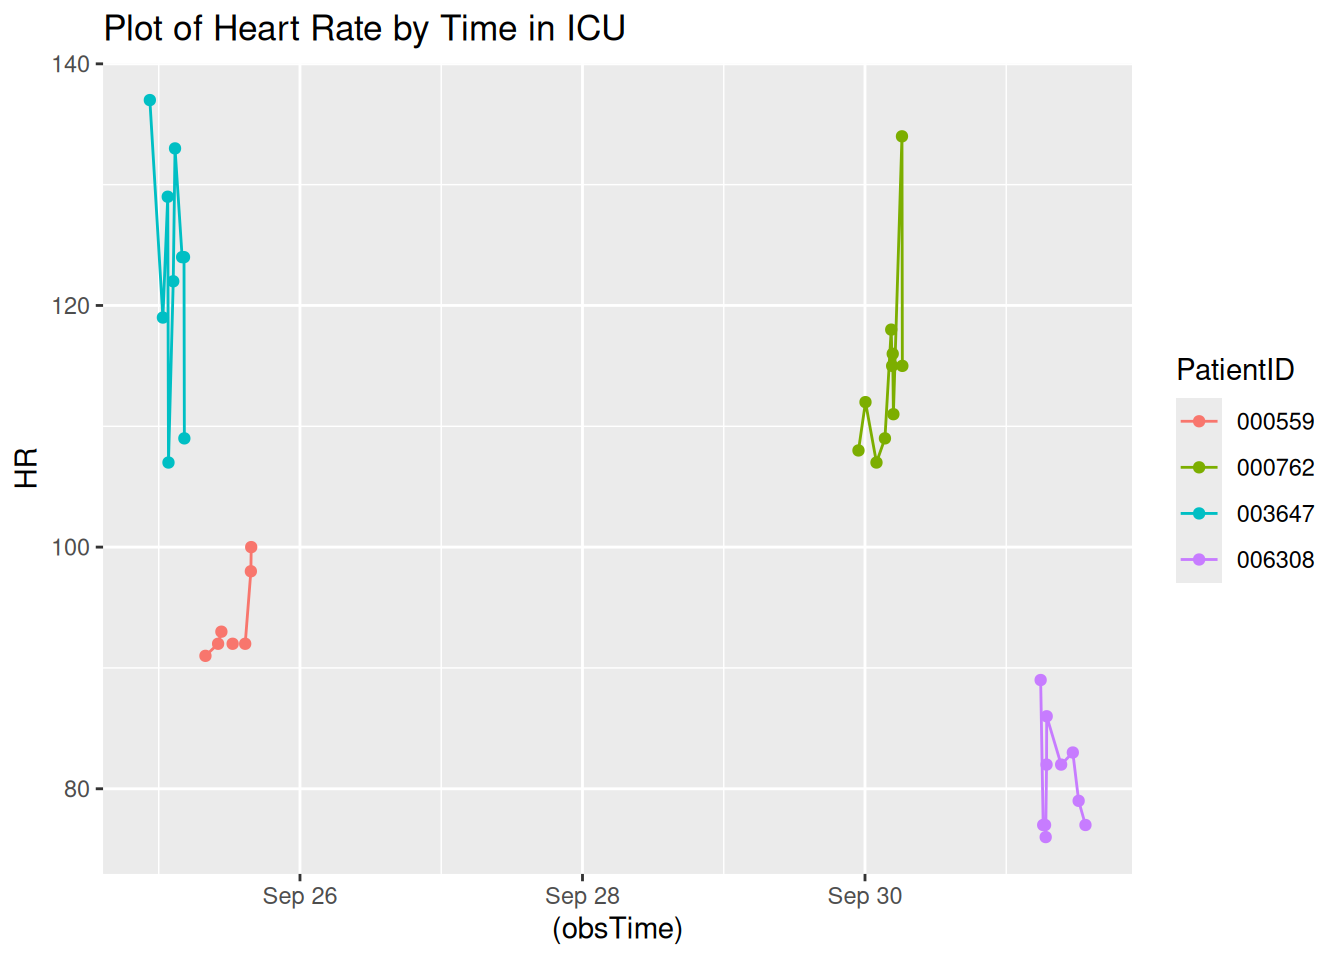 Plot of Heart Rate by Time in ICU
140
120
100
80
HR
Sep 26
Sep 28
Sep 30
(obsTime)
PatientID
000559
000762
003647
006308